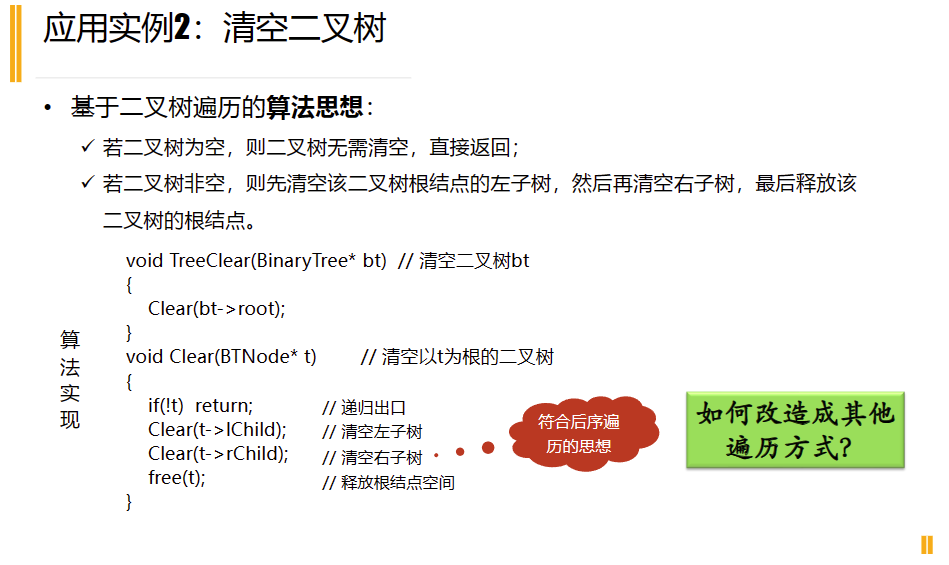 应用实例2：清空二叉树
• 基于二叉树遍历的算法思想：
✓ 若二叉树为空，则二叉树无需清空，直接返回；
✓ 若二叉树非空，则先清空该二叉树根结点的左子树，然后再清空右子树，最后释放该
二叉树的根结点。
算法实现
void TreeClear(BinaryTree* bt) // 清空二叉树bt
{
Clear(bt->root);
}
void Clear(BTNode* t) // 清空以t为根的二叉树
{
if(!t) return; // 递归出口
Clear(t->lChild); // 清空左子树
Clear(t->rChild); // 清空右子树
free(t); // 释放根结点空间
}
符合后序遍
历的思想
如何改造成其他
遍历方式？